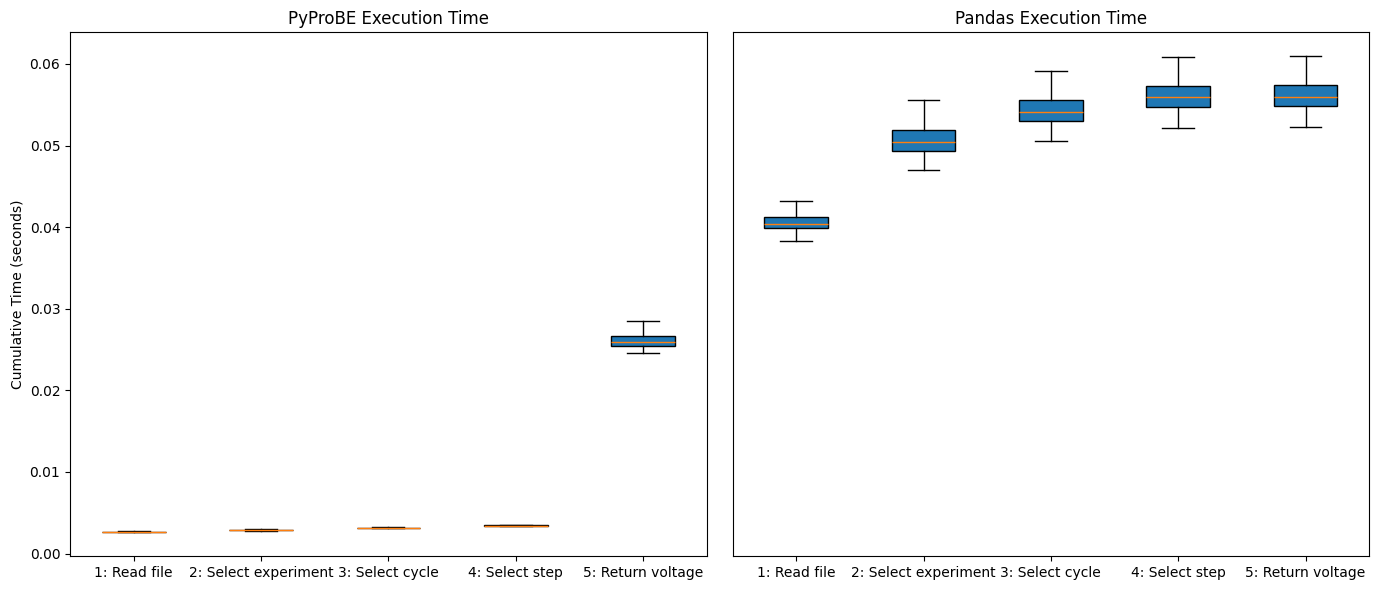 PyProBE Execution Time
Pandas Execution Time
Cumulative Time (seconds)
0.06
0.05
0.04
0.03
0.02
0.01
0.00
1: Read file 2: Select experiment 3: Select cycle 4: Select step 5: Return voltage
1: Read file 2: Select experiment 3: Select cycle 4: Select step 5: Return voltage